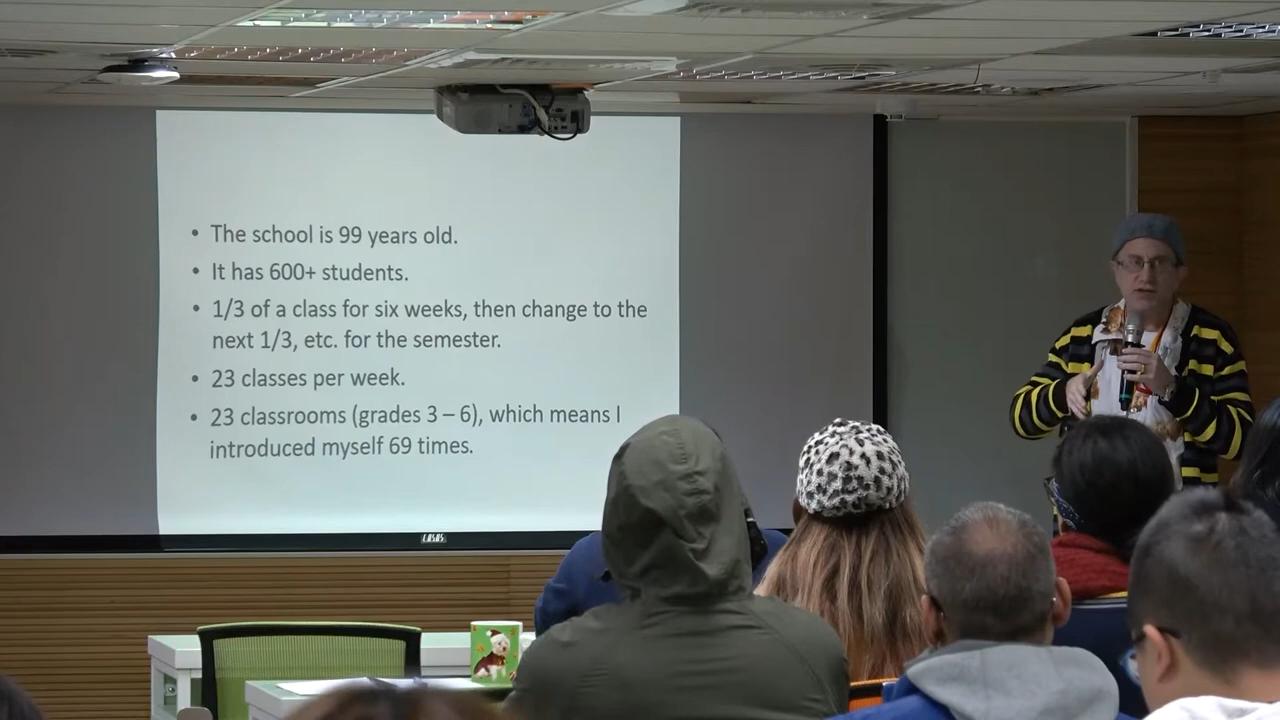 • The school is 99 years old.
• It has 600+ students.
• 1/3 of a class for six weeks, then change to the
next 1/3, etc. for the semester.
• 23 classes per week.
• 23 classrooms (grades 3 – 6), which means I
introduced myself 69 times.